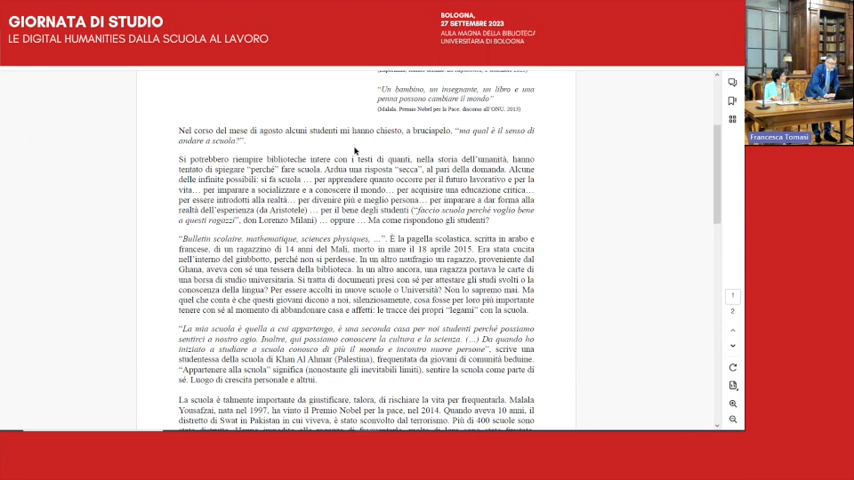 GIORNATA DI STUDIO
LE DIGITAL HUMANITIES DALLA SCUOLA AL LAVORO
BOLOGNA,
27 SETTEMBRE 2023
AULA MAGNA DELLA BIBLIOTECA
UNIVERSITARIA DI BOLOGNA
Francesca Tomasi
"Un bambino, un insegnante, un libro e una
penna possono cambiare il mondo"
(Malala, Premio Nobel per la Pace, discorso all'ONU, 2013)
Nel corso del mese di agosto alcuni studenti mi hanno chiesto, a bruciapelo, "ma qual è il senso di
andare a scuola?".
Si potrebbero riempire biblioteche intere con i testi di quanti, nella storia dell'umanità, hanno
tentato di spiegare "perché" fare scuola. Ardua una risposta "secca", al pari della domanda. Alcune
delle infinite possibili: si fa scuola … per apprendere quanto occorre per il futuro lavorativo e per la
vita… per imparare a socializzare e a conoscere il mondo… per acquisire una educazione critica…
per essere introdotti alla realtà… per divenire più e meglio persona… per imparare a dar forma alla
realtà dell'esperienza (da Aristotele) … per il bene degli studenti ("faccio scuola perché voglio bene
a questi ragazzi", don Lorenzo Milani) … oppure … Ma come rispondono gli studenti?
"Bulletin scolaire, mathematique, sciences physiques, …". È la pagella scolastica, scritta in arabo e
francese, di un ragazzino di 14 anni del Mali, morto in mare il 18 aprile 2015. Era stata cucita
nell'interno del giubbotto, perché non si perdesse. In un altro naufragio un ragazzo, proveniente dal
Ghana, aveva con sé una tessera della biblioteca. In un altro ancora, una ragazza portava le carte di
una borsa di studio universitaria. Si tratta di documenti presi con sé per attestare gli studi svolti o la
conoscenza della lingua? Per essere accolti in nuove scuole o Università? Non lo sapremo mai. Ma
quel che conta è che questi giovani dicono a noi, silenziosamente, cosa fosse per loro più importante
tenere con sé al momento di abbandonare casa e affetti: le tracce dei propri "legami" con la scuola.
"La mia scuola è quella a cui appartengo, è una seconda casa per noi studenti perché possiamo
sentirci a nostro agio. Inoltre, qui possiamo conoscere la cultura e la scienza. (…) Da quando ho
iniziato a studiare a scuola conosco di più il mondo e incontro nuove persone", scrive una
studentessa della scuola di Khan Al Ahmar (Palestina), frequentata da giovani di comunità beduine.
"Appartenere alla scuola" significa (nonostante gli inevitabili limiti), sentire la scuola come parte di
sé. Luogo di crescita personale e altrui.
La scuola è talmente importante da giustificare, talora, di rischiare la vita per frequentarla. Malala
Yousafzai, nata nel 1997, ha vinto il Premio Nobel per la pace, nel 2014. Quando aveva 10 anni, il
distretto di Swat in Pakistan in cui viveva, è stato sconvolto dal terrorismo. Più di 400 scuole sono
1
2